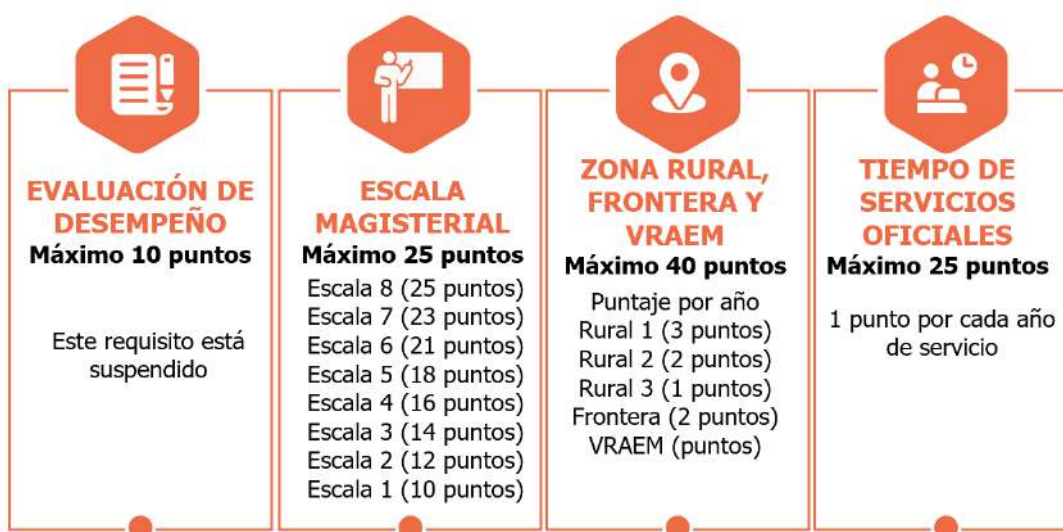 EVALUACIÓN DE
DESEMPEÑO
Máximo 10 puntos
Este requisito está
suspendido
ESCALA
MAGISTERIAL
Máximo 25 puntos
Escala 8 (25 puntos)
Escala 7 (23 puntos)
Escala 6 (21 puntos)
Escala 5 (18 puntos)
Escala 4 (16 puntos)
Escala 3 (14 puntos)
Escala 2 (12 puntos)
Escala 1 (10 puntos)
ZONA RURAL,
FRONTERA Y
VRAEM
Máximo 40 puntos
Puntaje por año
Rural 1 (3 puntos)
Rural 2 (2 puntos)
Rural 3 (1 puntos)
Frontera (2 puntos)
VRAEM (puntos)
TIEMPO DE
SERVICIOS
OFICIALES
Máximo 25 puntos
1 punto por cada año
de servicio